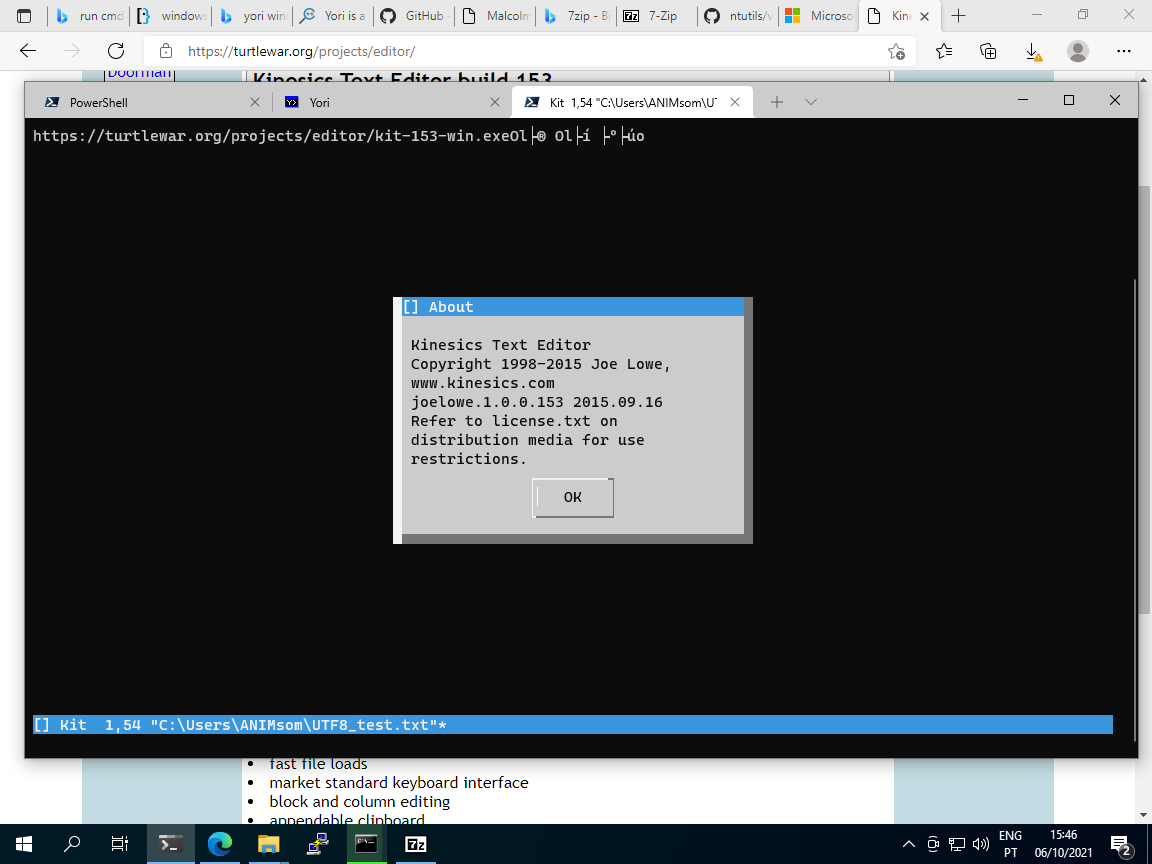 run cmd
windows
yori win
Yori is a
GitHub
Malcolm
7zip - Bi
7-Zip
ntutils/y
Microso
Kine
https://turtlewar.org/projects/editor/
Doorman
Kinesics Text Editor build 153
PowerShell
Yori
Kit 1,54 "C:\Users\ANIMsom\UT
https://turtlewar.org/projects/editor/kit-153-win.exeOl├® Ol├í ├º├úo
[] About
Kinesics Text Editor
Copyright 1998-2015 Joe Lowe,
www.kinesics.com
joelowe.1.0.0.153 2015.09.16
Refer to license.txt on
distribution media for use
restrictions.
OK
[] Kit 1,54 "C:\Users\ANIMsom\UTF8_test.txt"*
• fast file loads
• market standard keyboard interface
• block and column editing
• appendable clipboard
7z
ENG
PT
15:46
06/10/2021
2